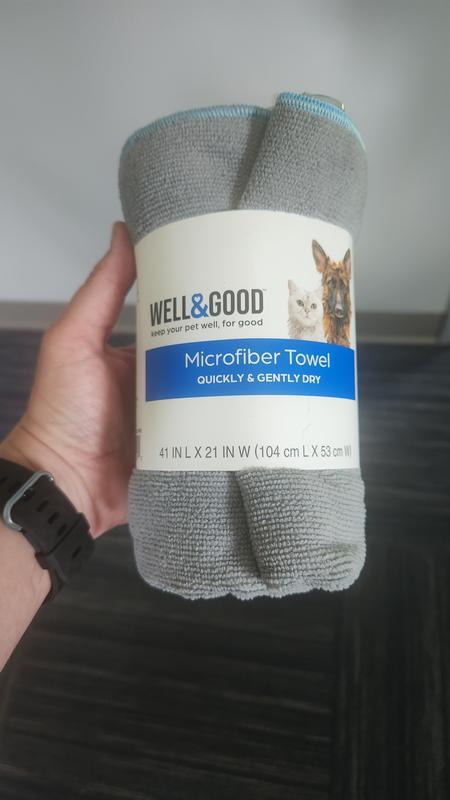 WELL&GOOD
keep your pet well, for good
Microfiber Towel
QUICKLY & GENTLY DRY
41 IN L X 21 IN W (104 cm L X 53 cm W)